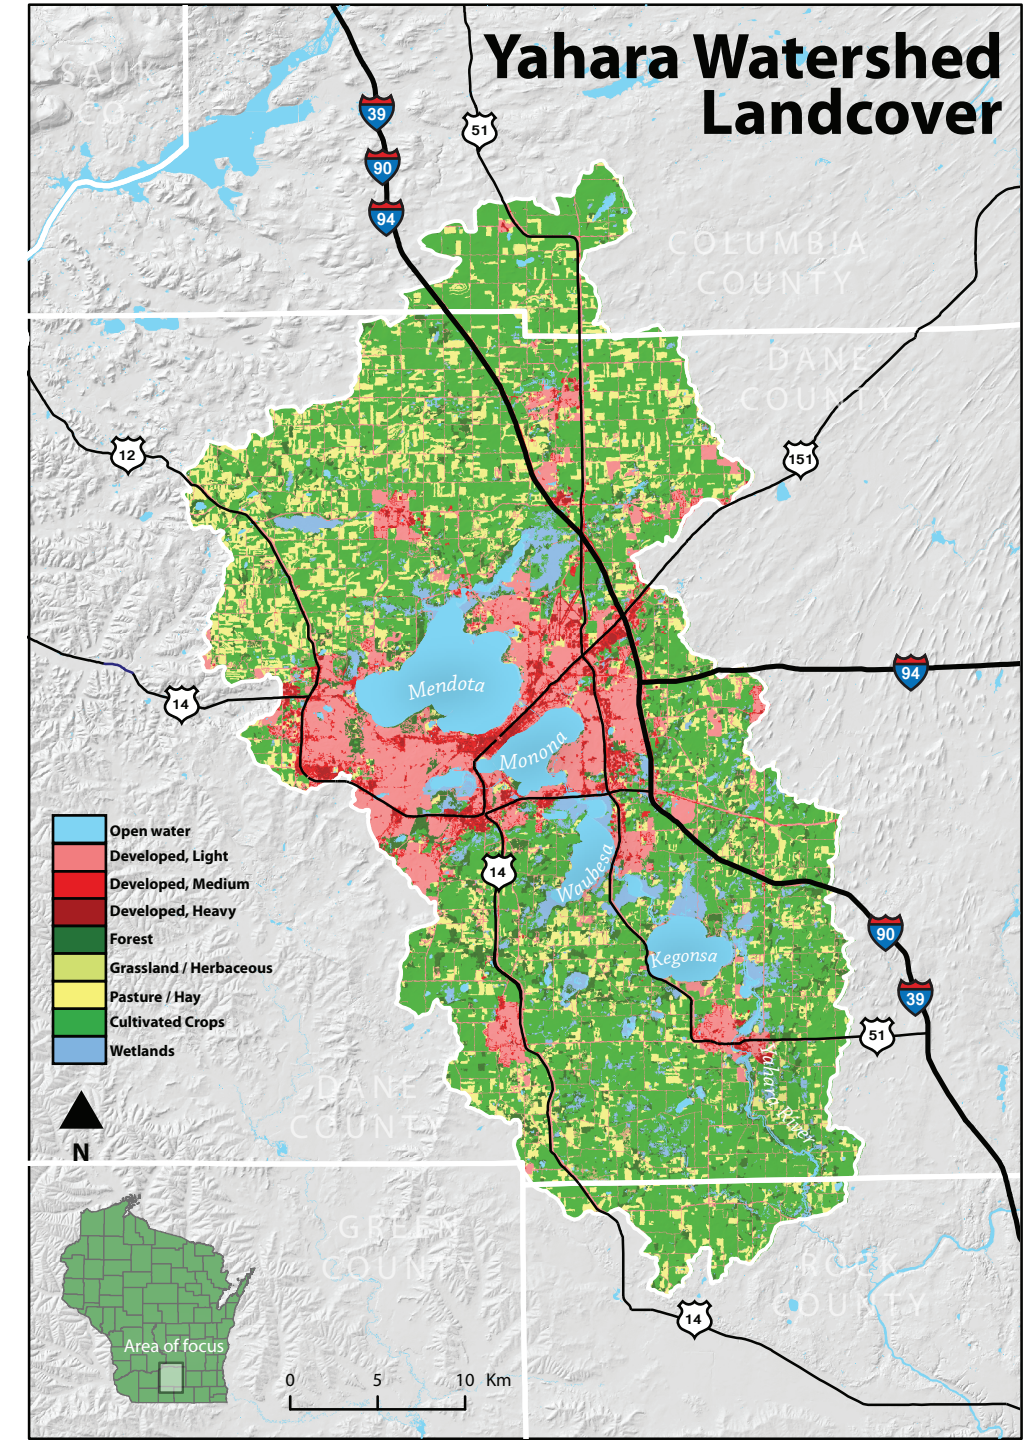 Yahara Watershed
Landcover
SAUK
CO
39
51
90
94
COLUMBIA
COUNTY
DANE
COUNTY
12
151
94
14
Mendota
Monona
Waubesa
14
Kegonsa
90
39
51
Yahara River
Open water
Developed, Light
Developed, Medium
Developed, Heavy
Forest
Grassland / Herbaceous
Pasture / Hay
Cultivated Crops
Wetlands
N
DANE
COUNTY
GREEN
COUNTY
ROCK
COUNTY
14
Area of focus
0 5 10 Km